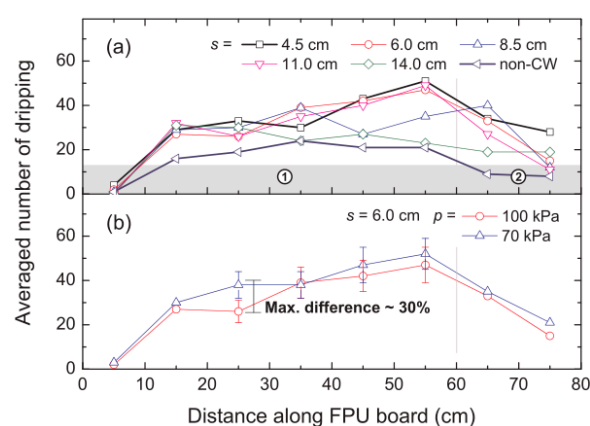 (a) s = 4.5 cm 6.0 cm 8.5 cm
11.0 cm 14.0 cm non-CW
60
40
20
0
1 2
(b) s = 6.0 cm p = 100 kPa
70 kPa
60
40
20
0
Max. difference ~ 30%
0 10 20 30 40 50 60 70 80
Distance along FPU board (cm)
Averaged number of dripping